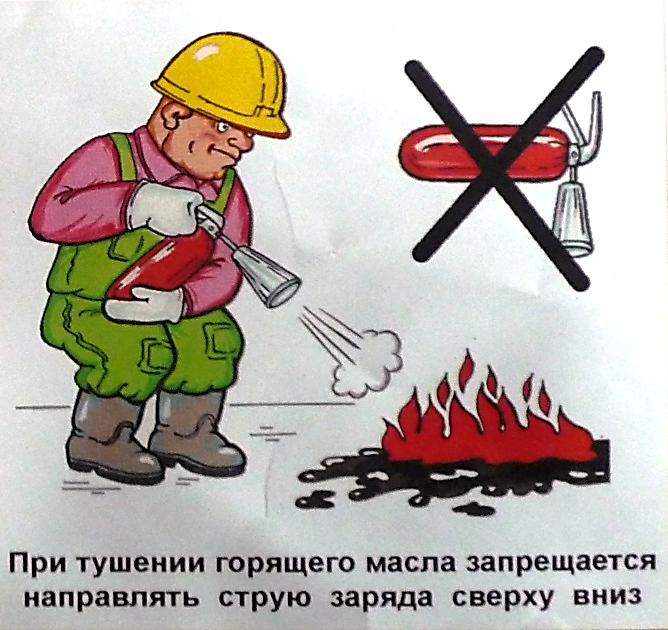 При тушении горящего масла запрещается
направлять струю заряда сверху вниз